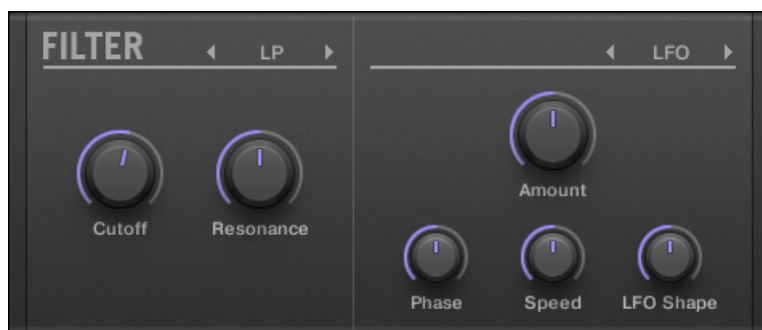 FILTER LP LFO
Cutoff Resonance
Amount
Phase Speed LFO Shape